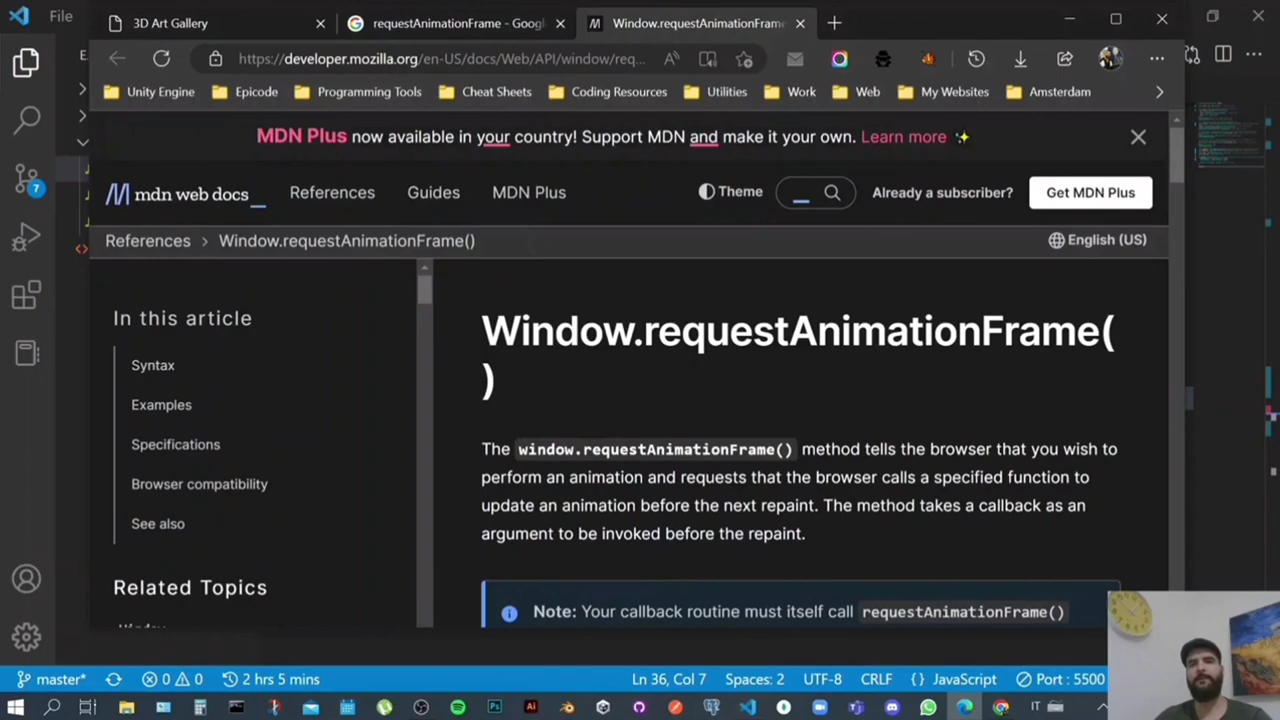 File
3D Art Gallery
requestAnimationFrame - Googl
Window.requestAnimationFrame
https://developer.mozilla.org/en-US/docs/Web/API/window/req...
Unity Engine
Epicode
Programming Tools
Cheat Sheets
Coding Resources
Utilities
Work
Web
My Websites
Amsterdam
MDN Plus now available in your country! Support MDN and make it your own. Learn more ✨
mdn web docs_
References
Guides
MDN Plus
Theme
Already a subscriber?
Get MDN Plus
References > Window.requestAnimationFrame()
English (US)
In this article
Syntax
Examples
Specifications
Browser compatibility
See also
Related Topics
Window.requestAnimationFrame(
)
The window.requestAnimationFrame() method tells the browser that you wish to
perform an animation and requests that the browser calls a specified function to
update an animation before the next repaint. The method takes a callback as an
argument to be invoked before the repaint.
Note: Your callback routine must itself call requestAnimationFrame()
7
master*
0
0
2 hrs 5 mins
Ln 36, Col 7
Spaces: 2
UTF-8
CRLF
{ } JavaScript
Port : 5500
IT